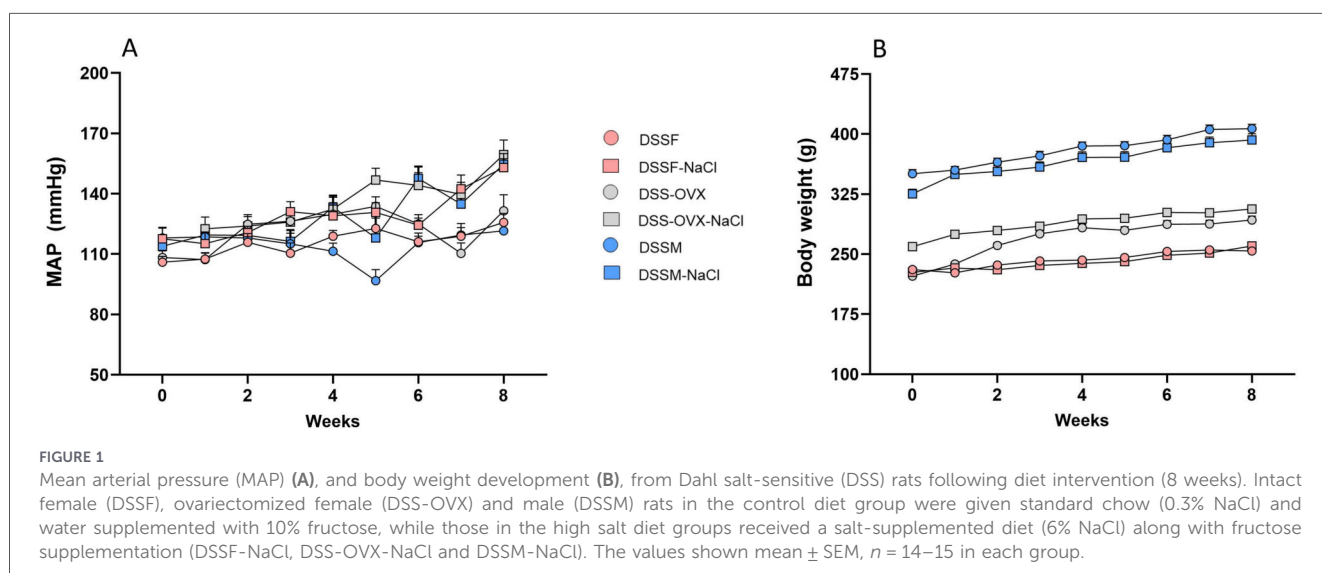 A
B
200
170
140
110
80
50
MAP (mmHg)
0
2
4
6
8
Weeks
DSSF
DSSF-NaCl
DSS-OVX
DSS-OVX-NaCl
DSSM
DSSM-NaCl
475
400
325
250
175
100
Body weight (g)
0
2
4
6
8
Weeks
FIGURE 1
Mean arterial pressure (MAP) (A), and body weight development (B), from Dahl salt-sensitive (DSS) rats following diet intervention (8 weeks). Intact
female (DSSF), ovariectomized female (DSS-OVX) and male (DSSM) rats in the control diet group were given standard chow (0.3% NaCl) and
water supplemented with 10% fructose, while those in the high salt diet groups received a salt-supplemented diet (6% NaCl) along with fructose
supplementation (DSSF-NaCl, DSS-OVX-NaCl and DSSM-NaCl). The values shown mean ± SEM, n = 14–15 in each group.